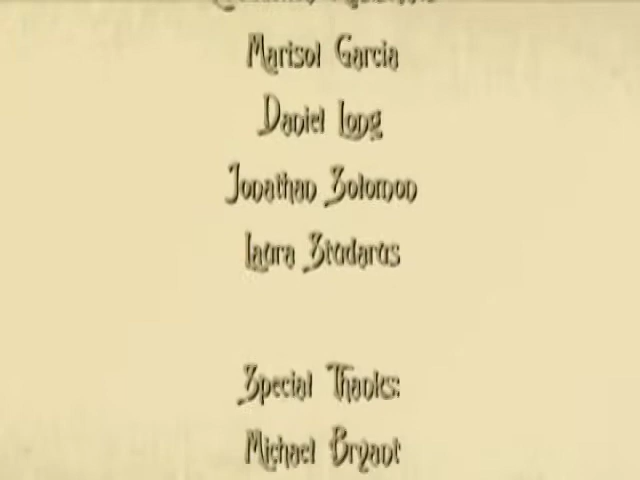 Marisol Garcia
Daniel Long
Jonathan Solomon
Laura Studarus
Special Thanks:
Michael Bryant